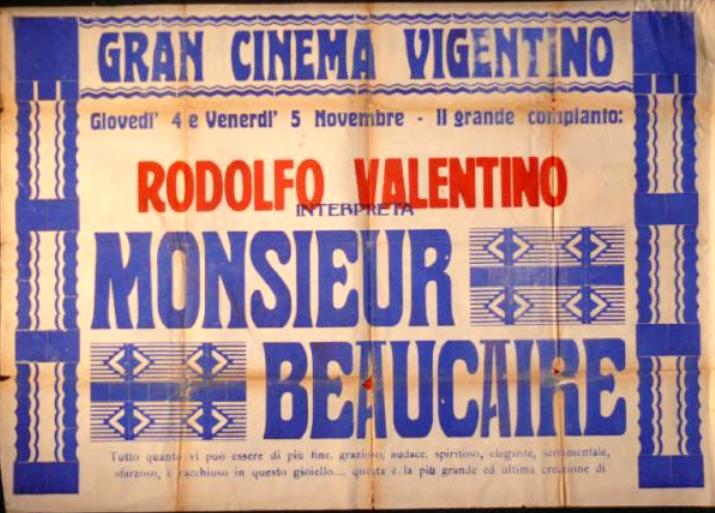 GRAN CINEMA VIGENTINO
Giovedi' 4 e Venerdi' 5 Novembre - Il grande compianto:
RODOLFO VALENTINO
INTERPRETA
MONSIEUR
BEAUCAIRE
Tutto quanto vi può essere di più fine, grazioso, audace, spiritoso, elegante, sentimentale,
sfarzoso, è racchiuso in questo gioiello.... questa è la più grande ed ultima creazione di